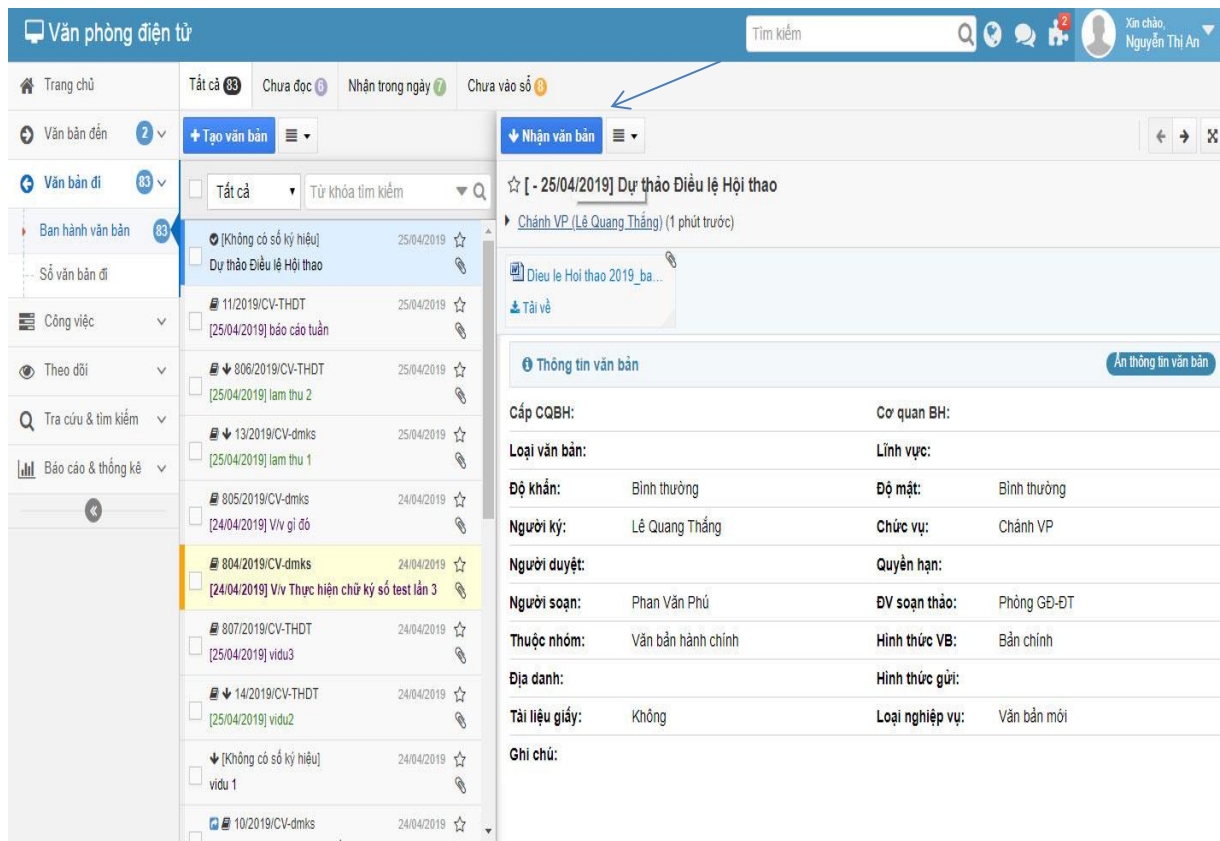 Văn phòng điện tử
Tìm kiếm
2
Xin chào,
Nguyễn Thị An
Trang chủ
Văn bản đến 2
Văn bản đi 83
Ban hành văn bản 83
Sổ văn bản đi
Công việc
Theo dõi
Tra cứu & tìm kiếm
Báo cáo & thống kê
Tất cả 83 Chưa đọc 6 Nhận trong ngày 7 Chưa vào sổ 8
+ Tạo văn bản
Tất cả Từ khóa tìm kiếm
[Không có số ký hiệu] 25/04/2019
Dự thảo Điều lệ Hội thao
11/2019/CV-THDT 25/04/2019
[25/04/2019] báo cáo tuần
806/2019/CV-THDT 25/04/2019
[25/04/2019] lam thu 2
13/2019/CV-dmks 25/04/2019
[25/04/2019] lam thu 1
805/2019/CV-dmks 24/04/2019
[24/04/2019] V/v gì đó
804/2019/CV-dmks 24/04/2019
[24/04/2019] V/v Thực hiện chữ ký số test lần 3
807/2019/CV-THDT 24/04/2019
[25/04/2019] vidu3
14/2019/CV-THDT 24/04/2019
[25/04/2019] vidu2
[Không có số ký hiệu] 24/04/2019
vidu 1
10/2019/CV-dmks 24/04/2019
Nhận văn bản
[ - 25/04/2019] Dự thảo Điều lệ Hội thao
Chánh VP (Lê Quang Thắng) (1 phút trước)
Dieu le Hoi thao 2019_ba...
Tải về
Thông tin văn bản Ẩn thông tin văn bản
Cấp CQBH: Cơ quan BH:
Loại văn bản: Lĩnh vực:
Độ khẩn: Bình thường Độ mật: Bình thường
Người ký: Lê Quang Thắng Chức vụ: Chánh VP
Người duyệt: Quyền hạn:
Người soạn: Phan Văn Phú ĐV soạn thảo: Phòng GĐ-ĐT
Thuộc nhóm: Văn bản hành chính Hình thức VB: Bản chính
Địa danh: Hình thức gửi:
Tài liệu giấy: Không Loại nghiệp vụ: Văn bản mới
Ghi chú: